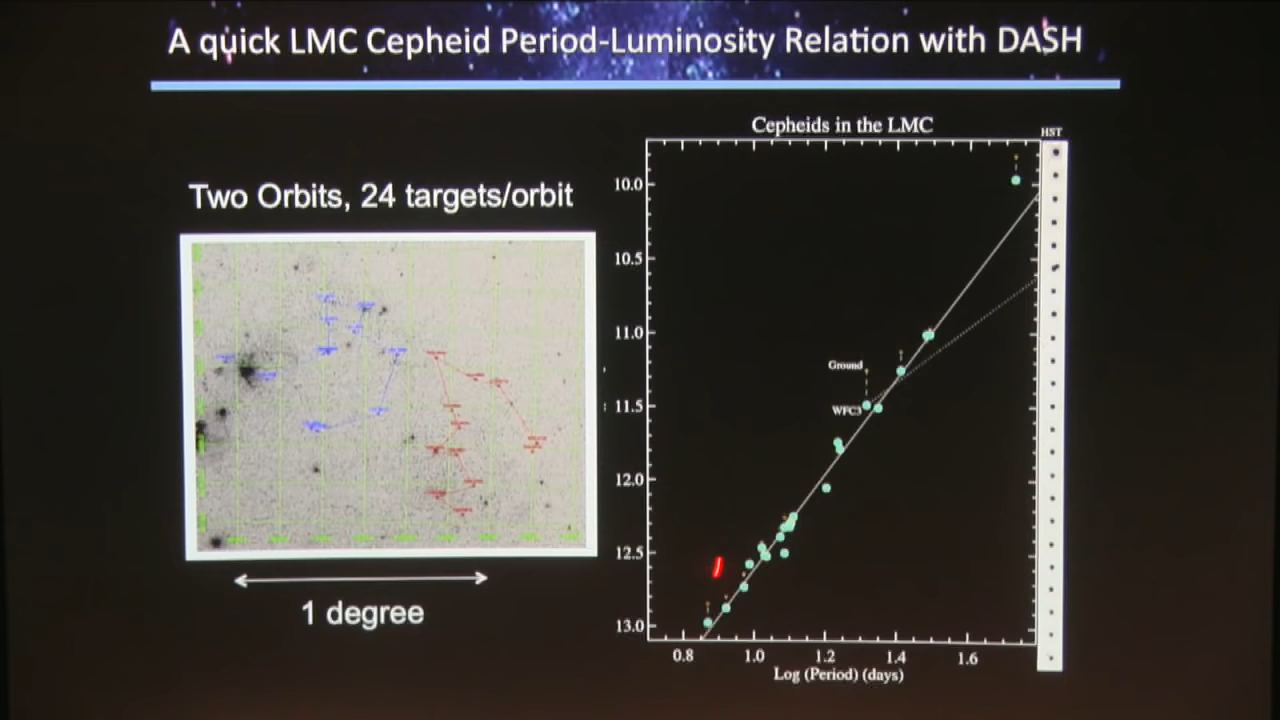 A quick LMC Cepheid Period-Luminosity Relation with DASH
Two Orbits, 24 targets/orbit
1 degree
Cepheids in the LMC
HST
10.0
10.5
11.0
11.5
12.0
12.5
13.0
Ground
WFC3
0.8 1.0 1.2 1.4 1.6
Log (Period) (days)